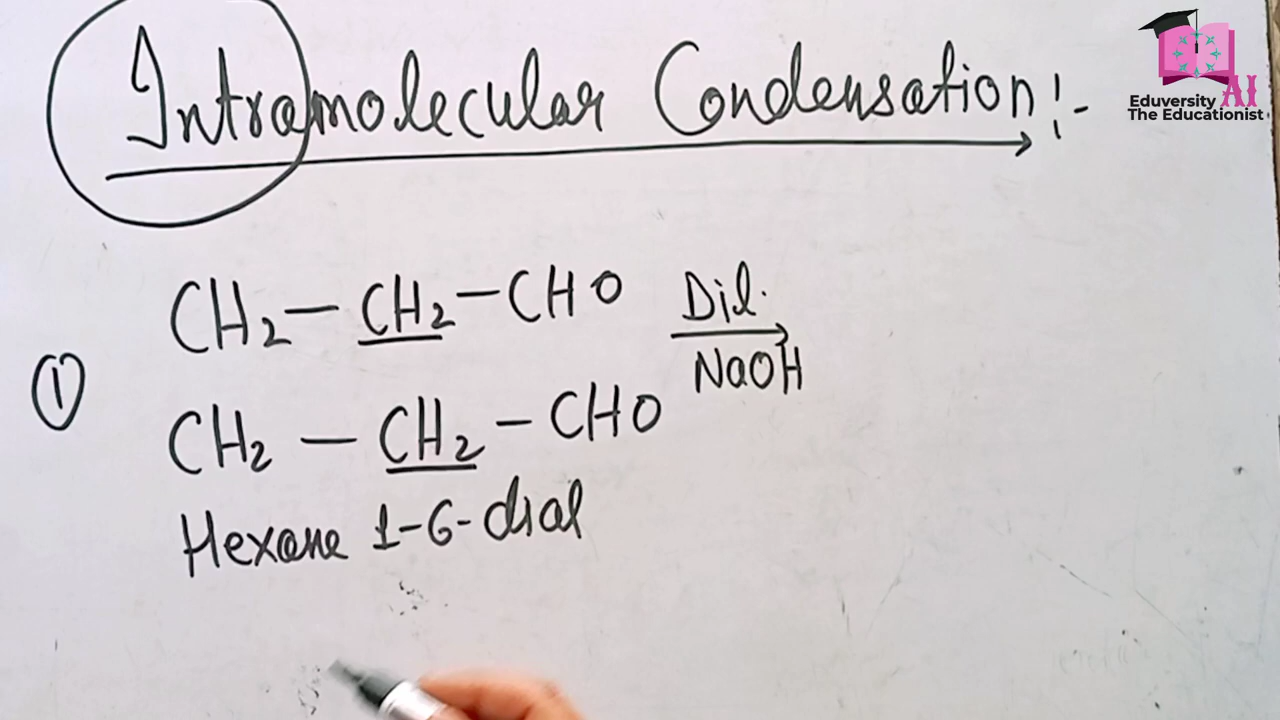 Intramolecular Condensation:-
AI
Eduversity
The Educationist
CH2-CH2-CHO Dil.
NaOH
①
CH2-CH2-CHO
Hexane 1-6-dial